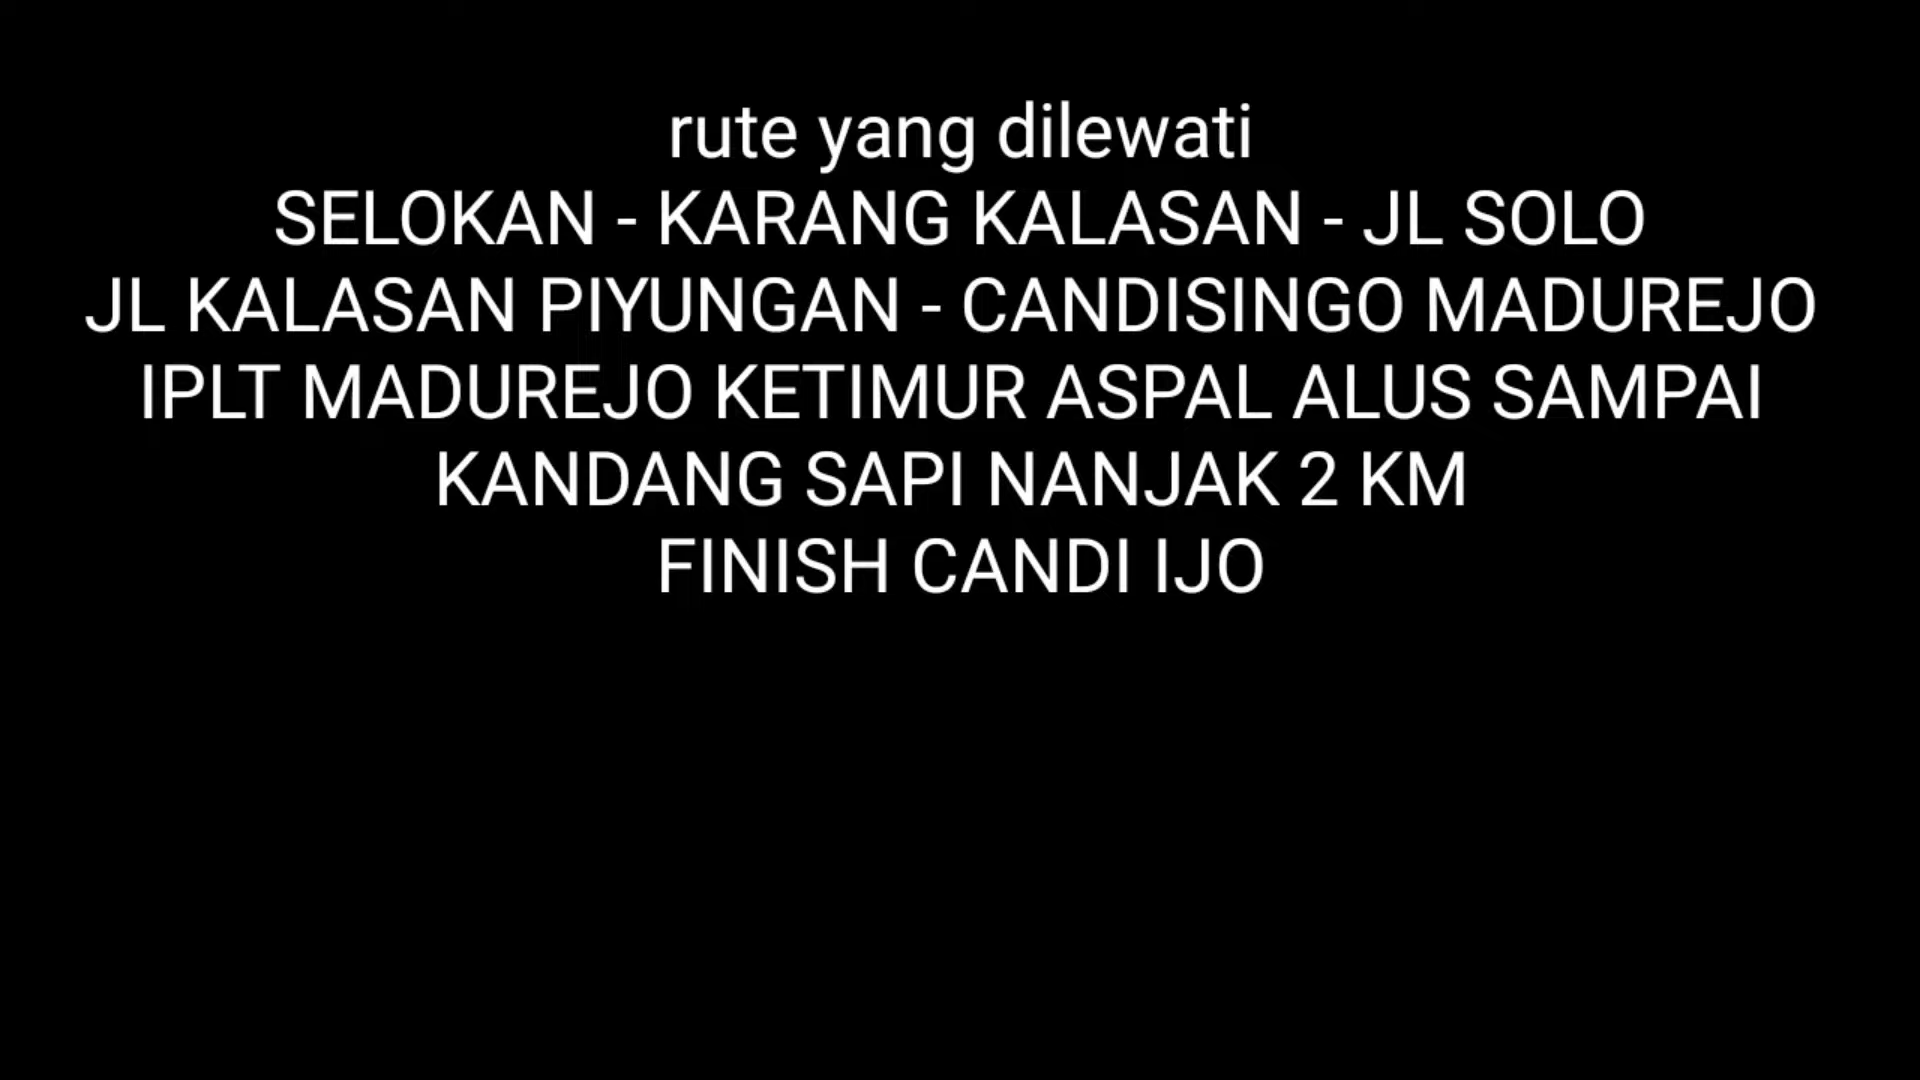 rute yang dilewati
SELOKAN - KARANG KALASAN - JL SOLO
JL KALASAN PIYUNGAN - CANDISINGO MADUREJO
IPLT MADUREJO KETIMUR ASPAL ALUS SAMPAI
KANDANG SAPI NANJAK 2 KM
FINISH CANDI IJO